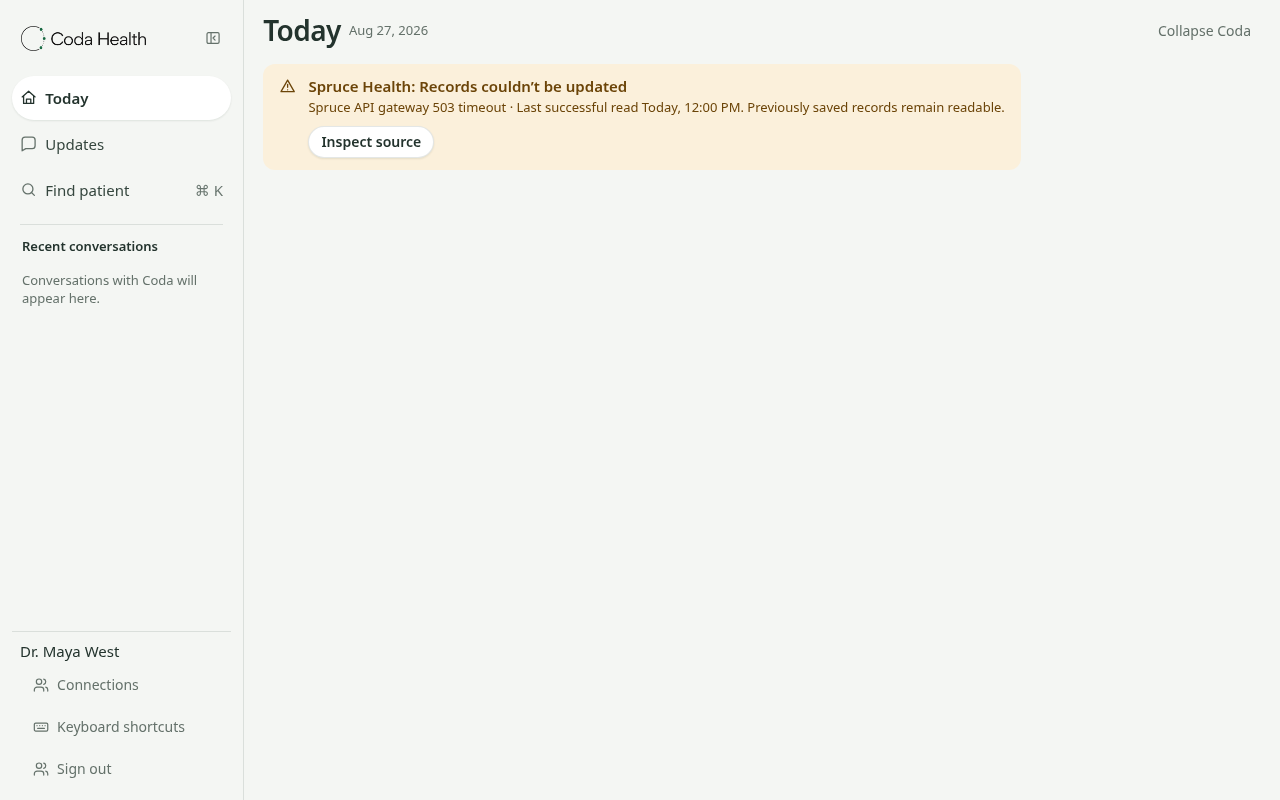 Coda Health
Today
Updates
Find patient ⌘ K
Recent conversations
Conversations with Coda will
appear here.
Dr. Maya West
Connections
Keyboard shortcuts
Sign out
Today Aug 27, 2026
Collapse Coda
Spruce Health: Records couldn’t be updated
Spruce API gateway 503 timeout · Last successful read Today, 12:00 PM. Previously saved records remain readable.
Inspect source